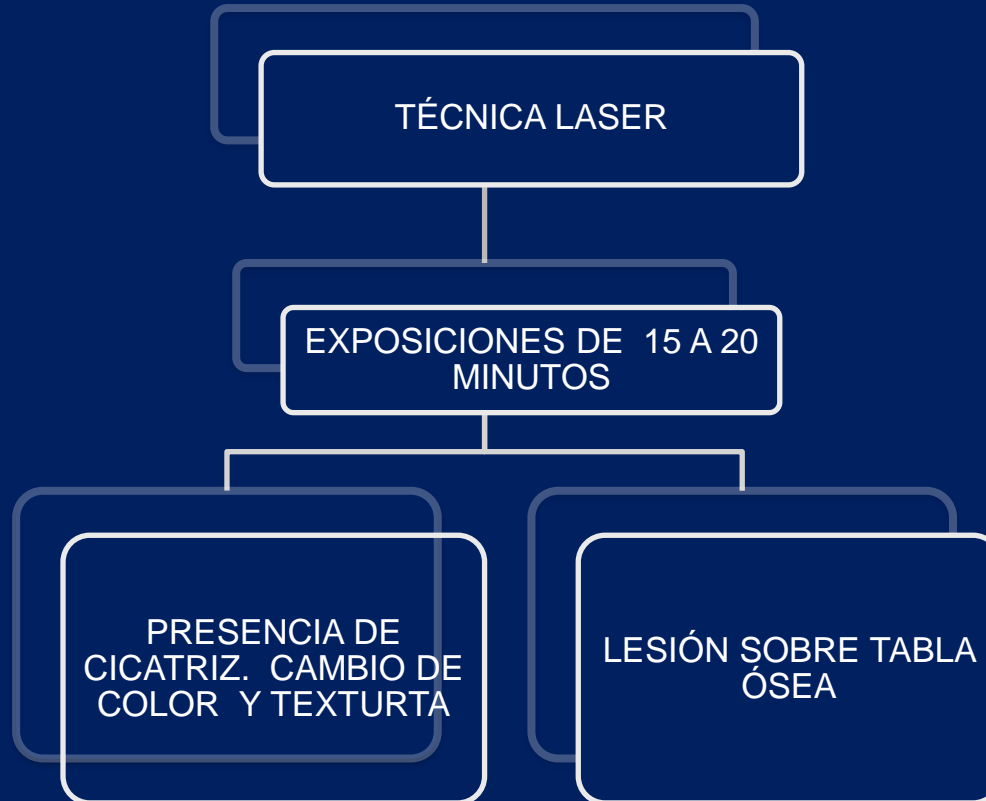 TÉCNICA LASER
EXPOSICIONES DE 15 A 20
MINUTOS
PRESENCIA DE
CICATRIZ. CAMBIO DE
COLOR Y TEXTURTA
LESIÓN SOBRE TABLA
ÓSEA